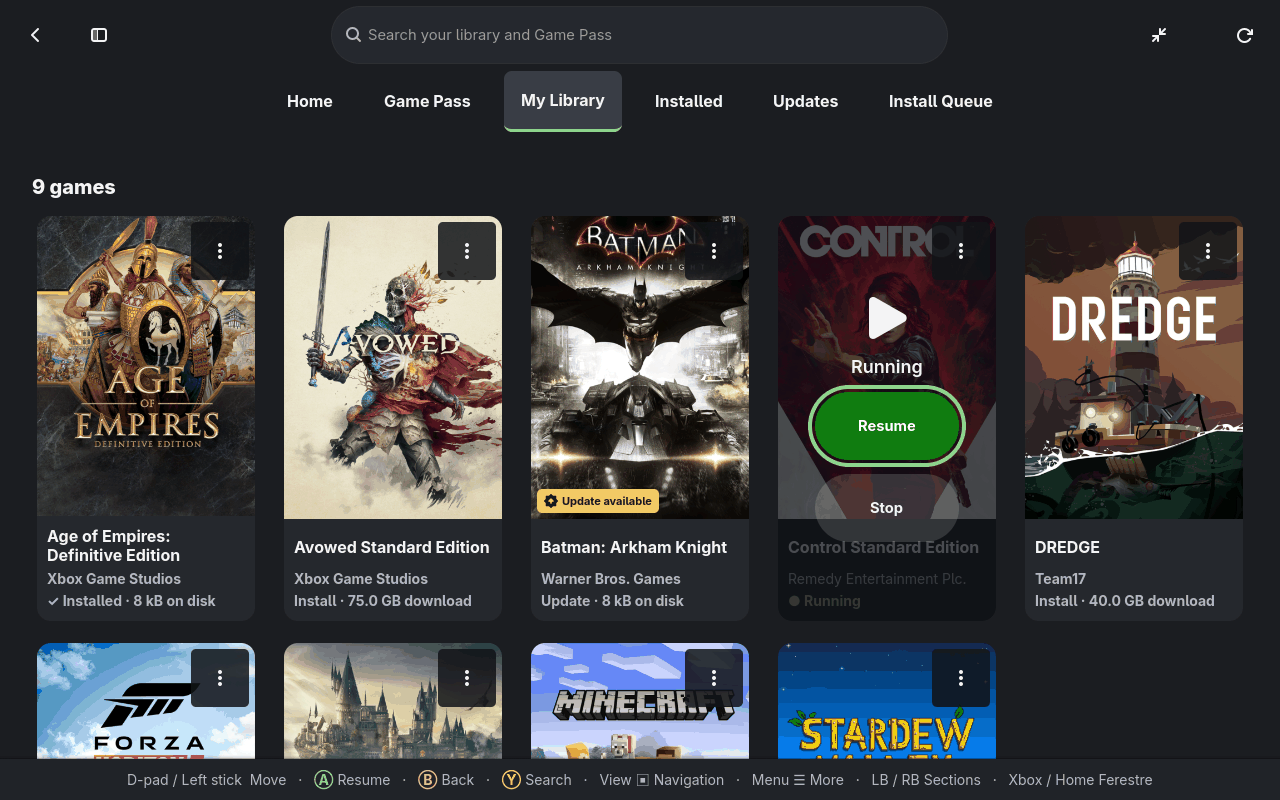 Search your library and Game Pass
Home
Game Pass
My Library
Installed
Updates
Install Queue
9 games
AGE
OF
EMPIRES
DEFINITIVE EDITION
Age of Empires:
Definitive Edition
Xbox Game Studios
✓ Installed · 8 kB on disk
AVOWED
Avowed Standard Edition
Xbox Game Studios
Install · 75.0 GB download
BATMAN
ARKHAM KNIGHT
Update available
Batman: Arkham Knight
Warner Bros. Games
Update · 8 kB on disk
CONTROL
Running
Resume
Stop
Control Standard Edition
Remedy Entertainment Plc.
● Running
DREDGE
DREDGE
Team17
Install · 40.0 GB download
FORZA
MINECRAFT
STARDEW
D-pad / Left stick Move · A Resume · B Back · Y Search · View ▣ Navigation · Menu ☰ More · LB / RB Sections · Xbox / Home Ferestre